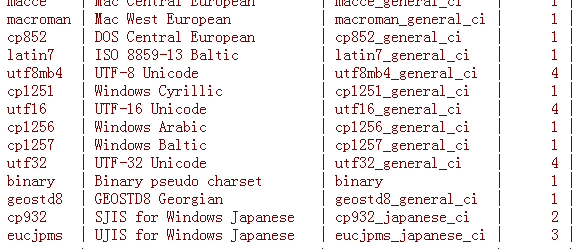 macce | Mac Central European | macce_general_ci | 1 |
macroman | Mac West European | macroman_general_ci | 1 |
cp852 | DOS Central European | cp852_general_ci | 1 |
latin7 | ISO 8859-13 Baltic | latin7_general_ci | 1 |
utf8mb4 | UTF-8 Unicode | utf8mb4_general_ci | 4 |
cp1251 | Windows Cyrillic | cp1251_general_ci | 1 |
utf16 | UTF-16 Unicode | utf16_general_ci | 4 |
cp1256 | Windows Arabic | cp1256_general_ci | 1 |
cp1257 | Windows Baltic | cp1257_general_ci | 1 |
utf32 | UTF-32 Unicode | utf32_general_ci | 4 |
binary | Binary pseudo charset | binary | 1 |
geostd8 | GEOSTD8 Georgian | geostd8_general_ci | 1 |
cp932 | SJIS for Windows Japanese | cp932_japanese_ci | 2 |
eucjpms | UJIS for Windows Japanese | eucjpms_japanese_ci | 3 |